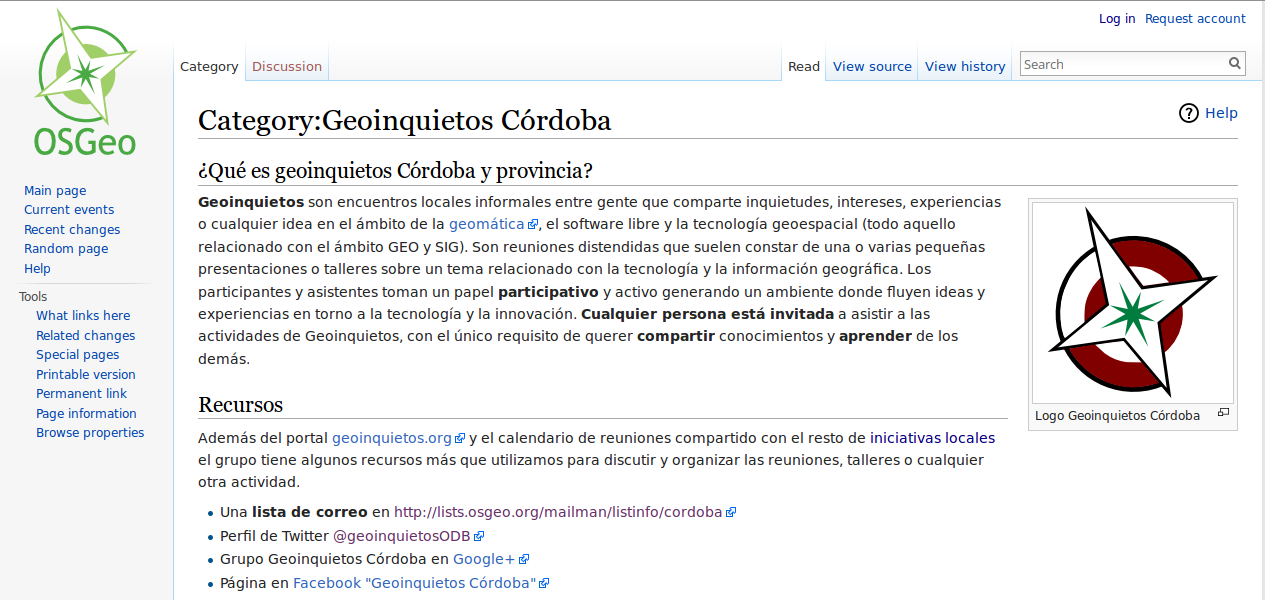 Log in Request account
OSGeo
Category Discussion Read View source View history Search
Category:Geoinquietos Córdoba
Help
¿Qué es geoinquietos Córdoba y provincia?
Main page
Current events
Recent changes
Random page
Help
Tools
What links here
Related changes
Special pages
Printable version
Permanent link
Page information
Browse properties
Geoinquietos son encuentros locales informales entre gente que comparte inquietudes, intereses, experiencias
o cualquier idea en el ámbito de la geomática, el software libre y la tecnología geoespacial (todo aquello
relacionado con el ámbito GEO y SIG). Son reuniones distendidas que suelen constar de una o varias pequeñas
presentaciones o talleres sobre un tema relacionado con la tecnología y la información geográfica. Los
participantes y asistentes toman un papel participativo y activo generando un ambiente donde fluyen ideas y
experiencias en torno a la tecnología y la innovación. Cualquier persona está invitada a asistir a las
actividades de Geoinquietos, con el único requisito de querer compartir conocimientos y aprender de los
demás.
Logo Geoinquietos Córdoba
Recursos
Además del portal geoinquietos.org y el calendario de reuniones compartido con el resto de iniciativas locales
el grupo tiene algunos recursos más que utilizamos para discutir y organizar las reuniones, talleres o cualquier
otra actividad.
Una lista de correo en http://lists.osgeo.org/mailman/listinfo/cordoba
Perfil de Twitter @geoinquietosODB
Grupo Geoinquietos Córdoba en Google+
Página en Facebook "Geoinquietos Córdoba"